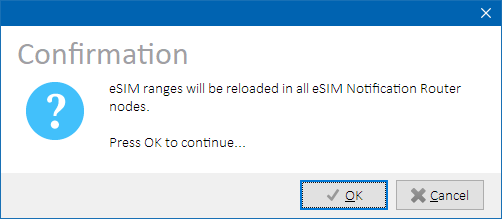 Confirmation
eSIM ranges will be reloaded in all eSIM Notification Router
nodes.
Press OK to continue...
OK
Cancel